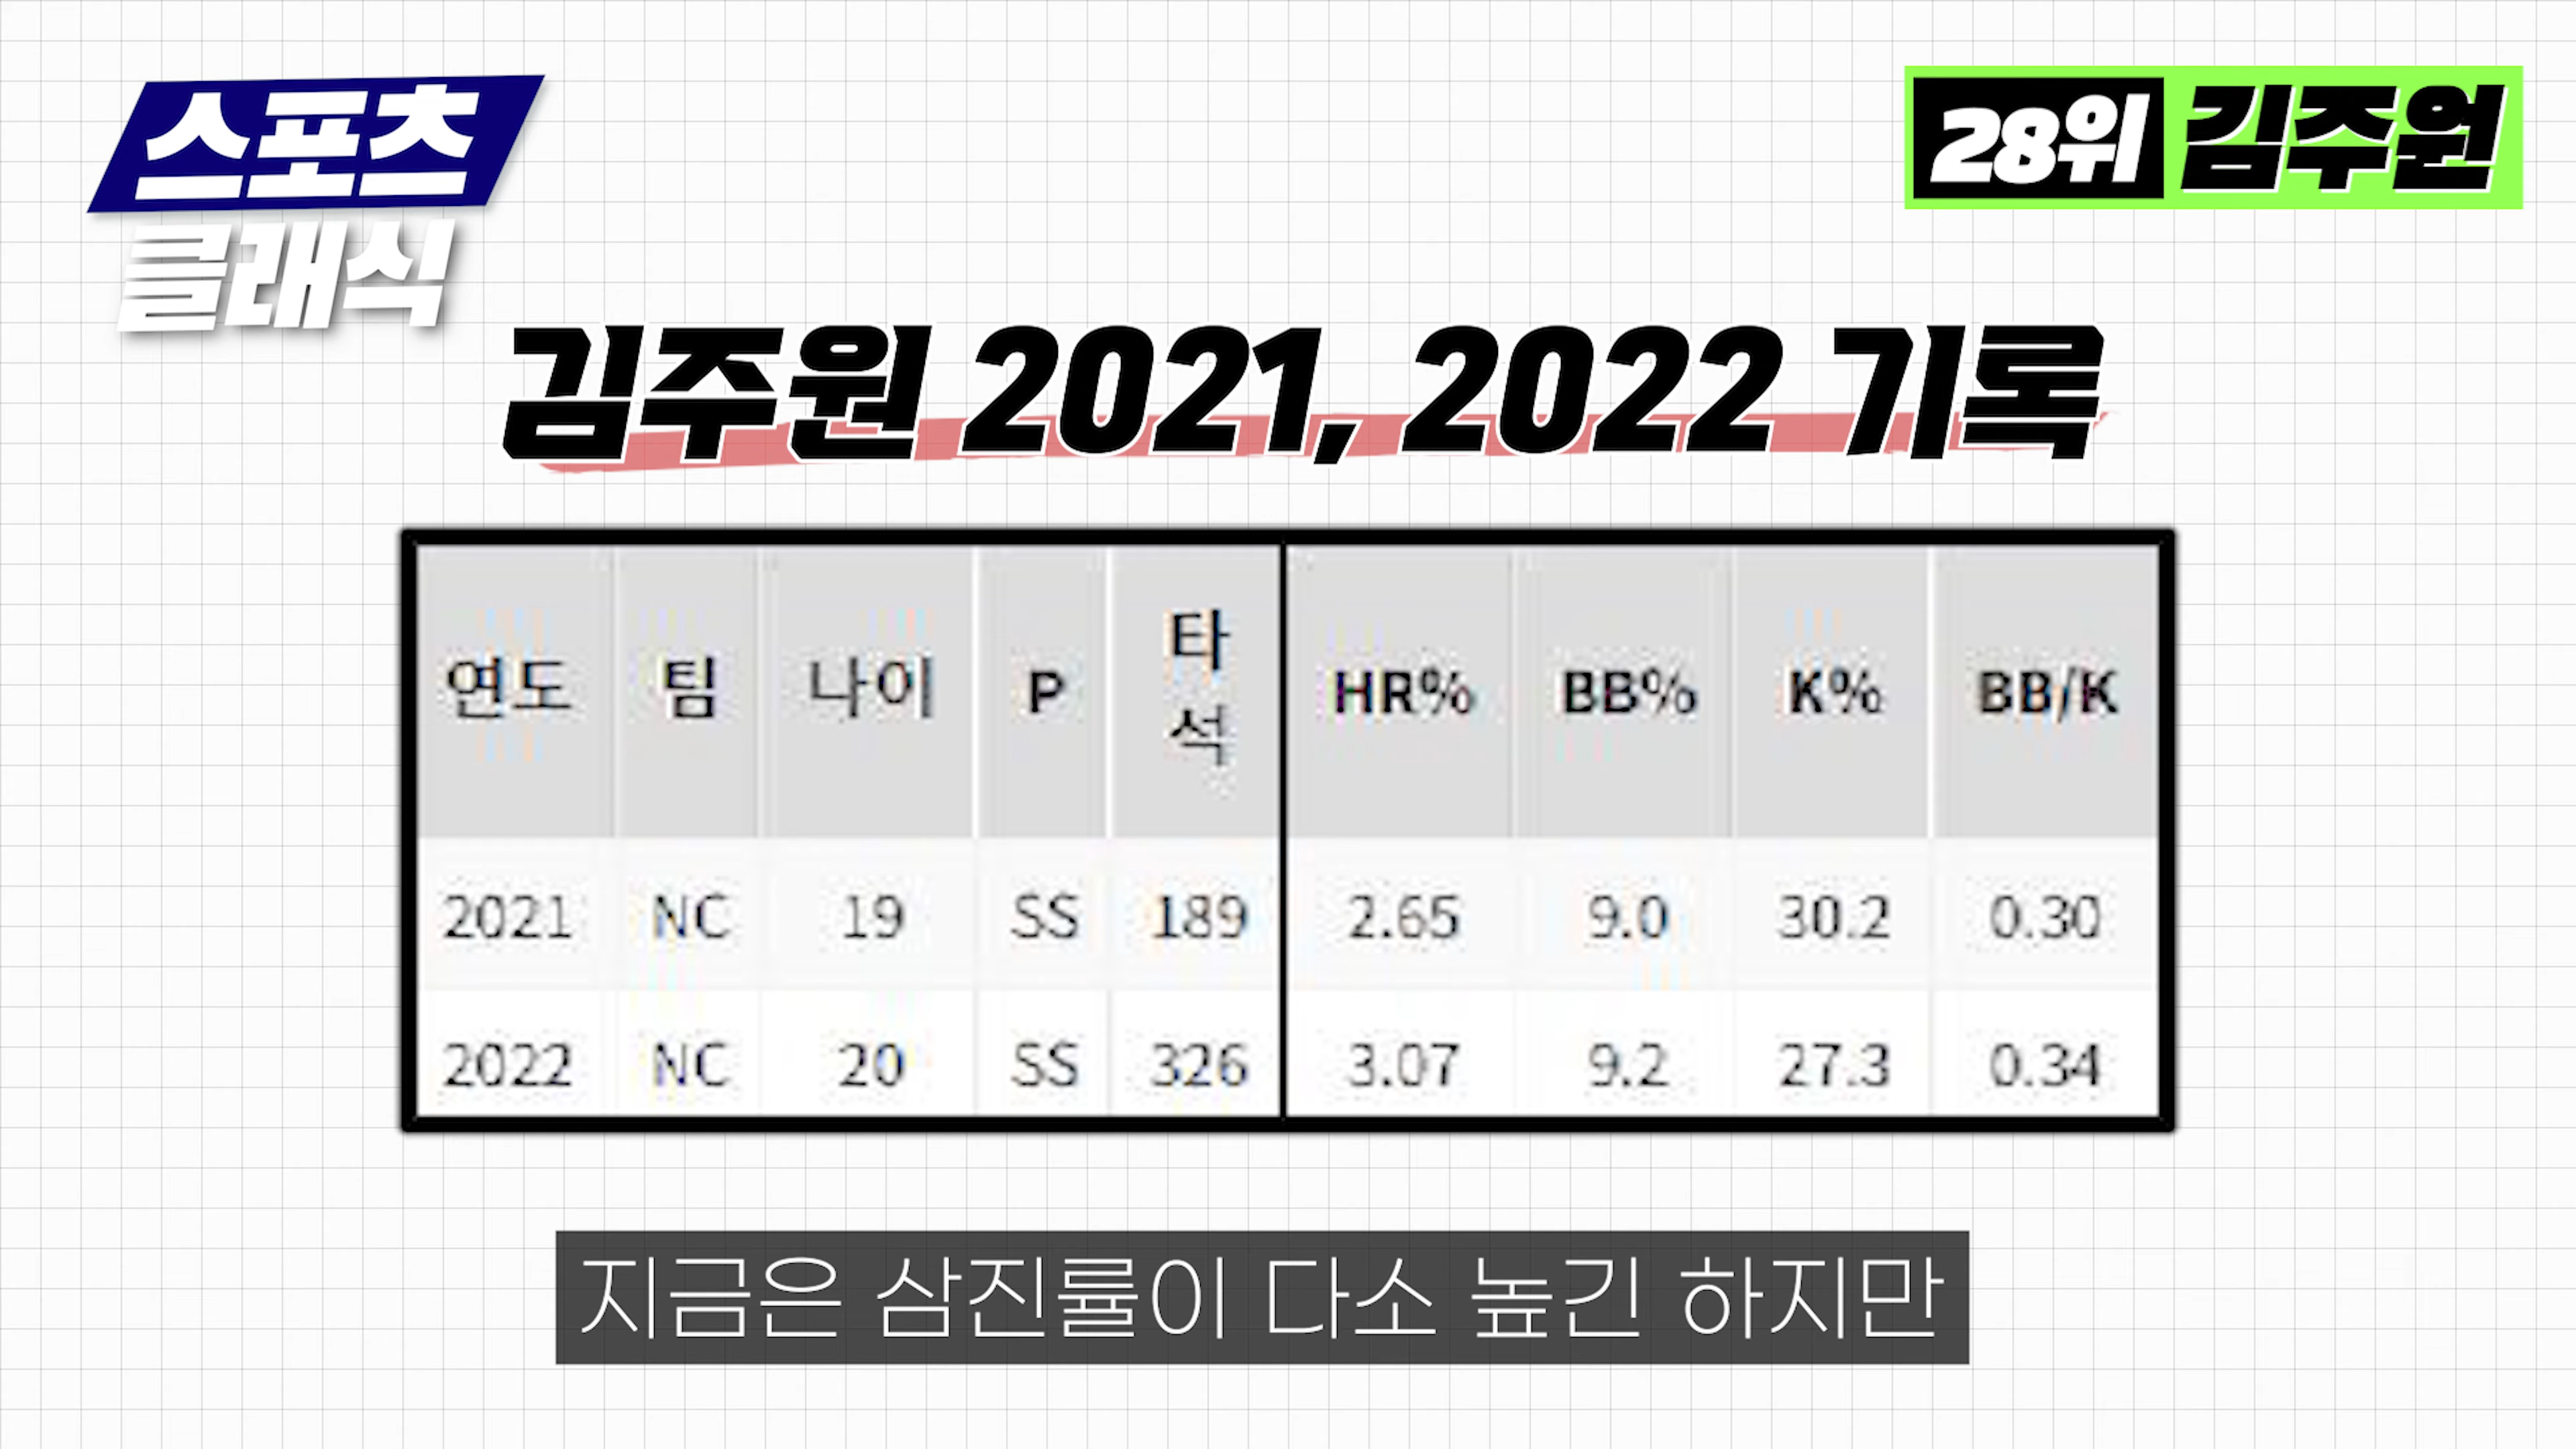 스포츠
클래식
28위 김주원
김주원 2021, 2022 기록
연도 팀 나이 P 타석 HR% BB% K% BB/K
2021 NC 19 SS 189 2.65 9.0 30.2 0.30
2022 NC 20 SS 326 3.07 9.2 27.3 0.34
지금은 삼진률이 다소 높긴 하지만